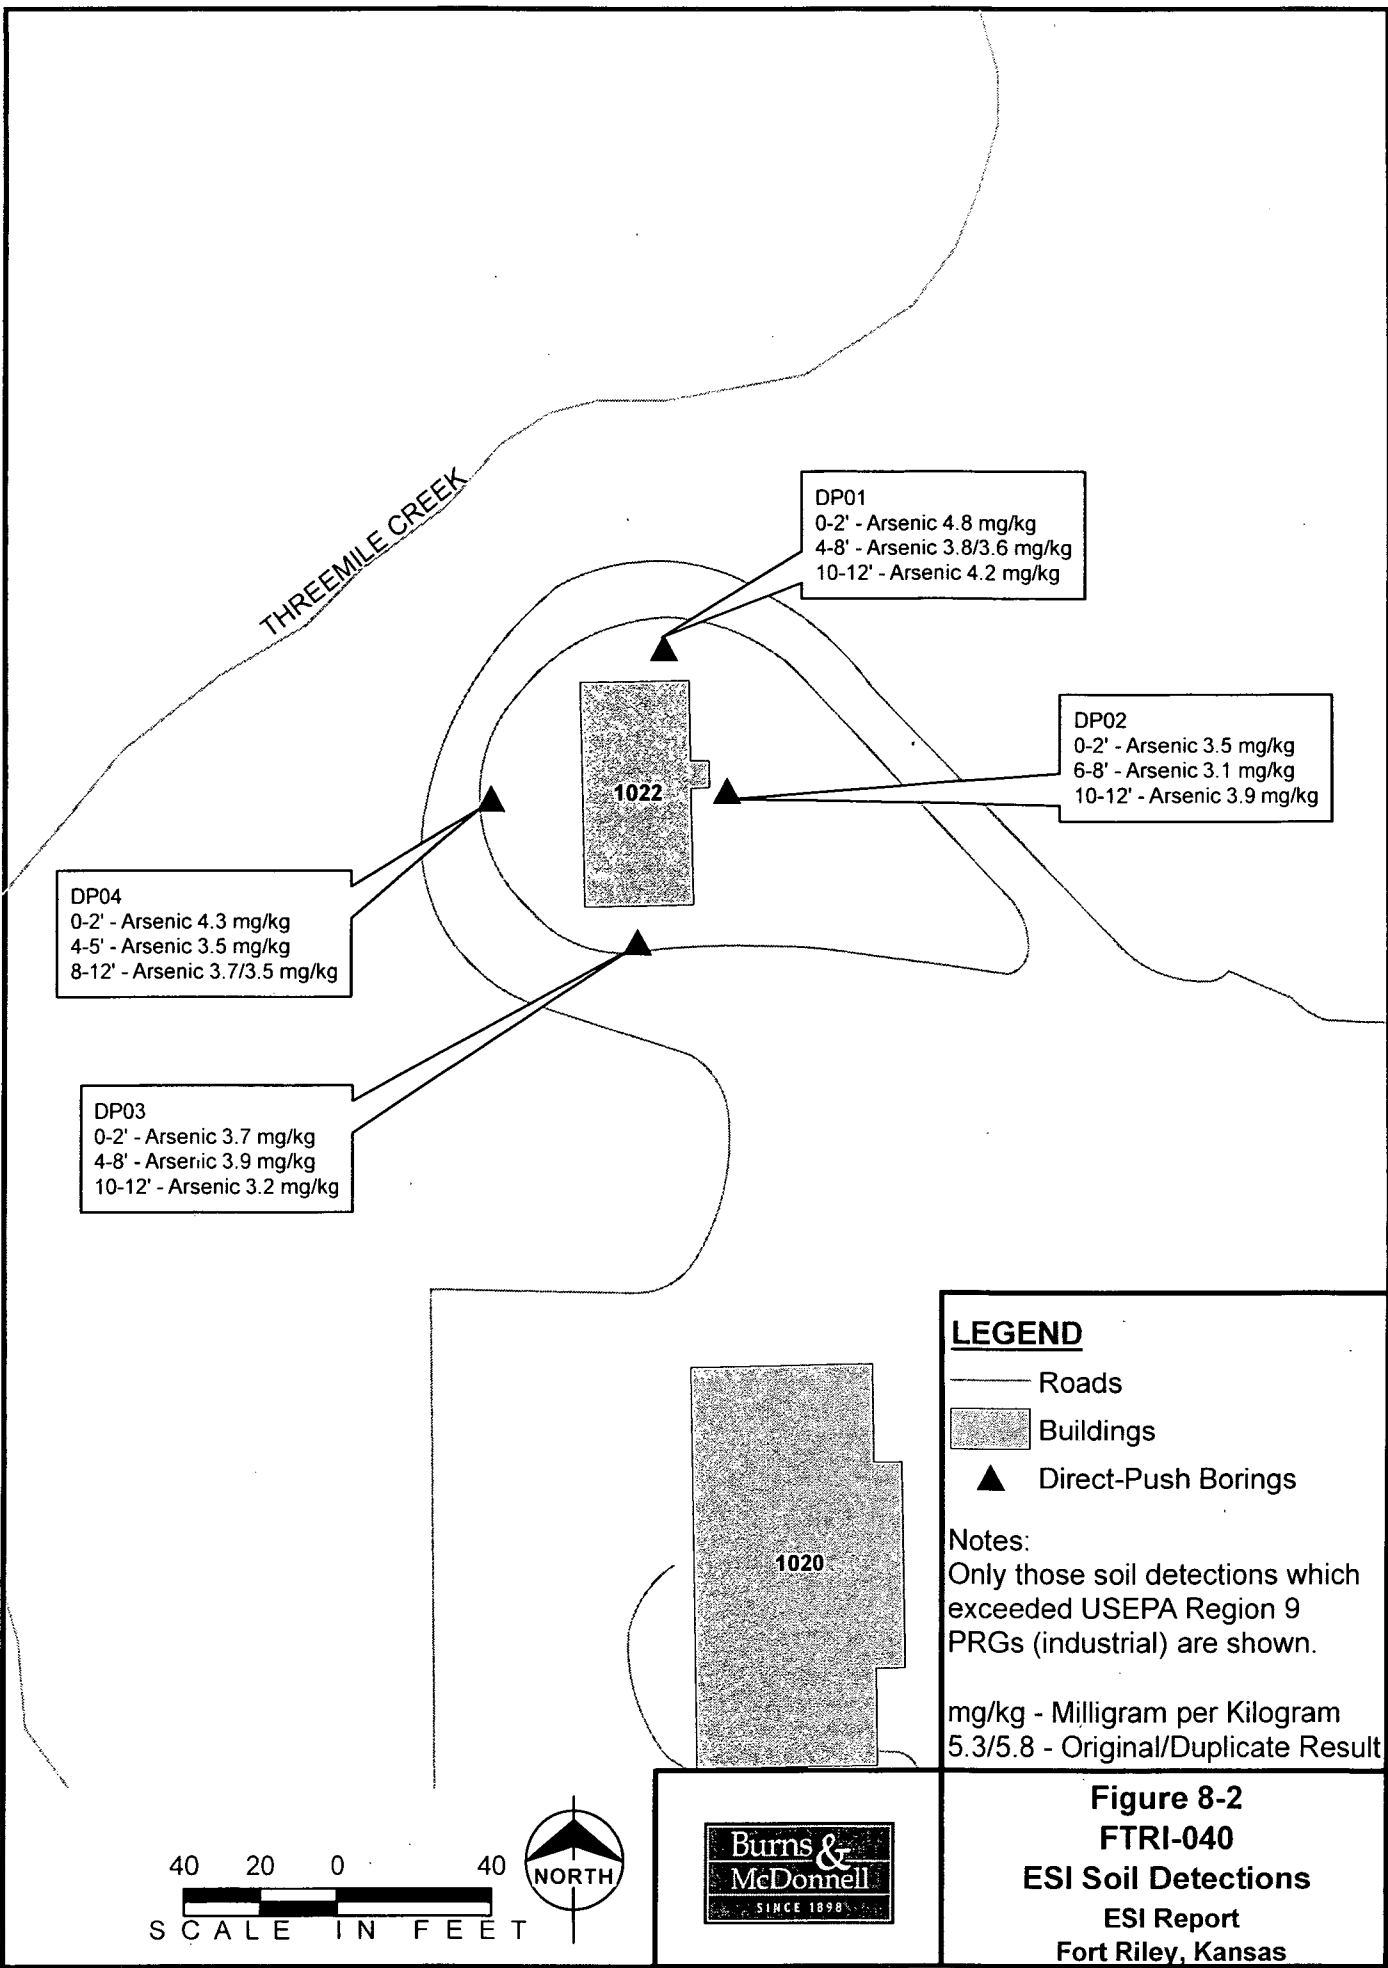 THREEMILE CREEK
DP01
0-2' - Arsenic 4.8 mg/kg
4-8' - Arsenic 3.8/3.6 mg/kg
10-12' - Arsenic 4.2 mg/kg
DP02
0-2' - Arsenic 3.5 mg/kg
6-8' - Arsenic 3.1 mg/kg
10-12' - Arsenic 3.9 mg/kg
1022
DP04
0-2' - Arsenic 4.3 mg/kg
4-5' - Arsenic 3.5 mg/kg
8-12' - Arsenic 3.7/3.5 mg/kg
DP03
0-2' - Arsenic 3.7 mg/kg
4-8' - Arsenic 3.9 mg/kg
10-12' - Arsenic 3.2 mg/kg
1020
LEGEND
Roads
Buildings
Direct-Push Borings
Notes:
Only those soil detections which
exceeded USEPA Region 9
PRGs (industrial) are shown.
mg/kg - Milligram per Kilogram
5.3/5.8 - Original/Duplicate Result
40 20 0 40
SCALE IN FEET
NORTH
Burns &
McDonnell
SINCE 1898
Figure 8-2
FTRI-040
ESI Soil Detections
ESI Report
Fort Riley, Kansas